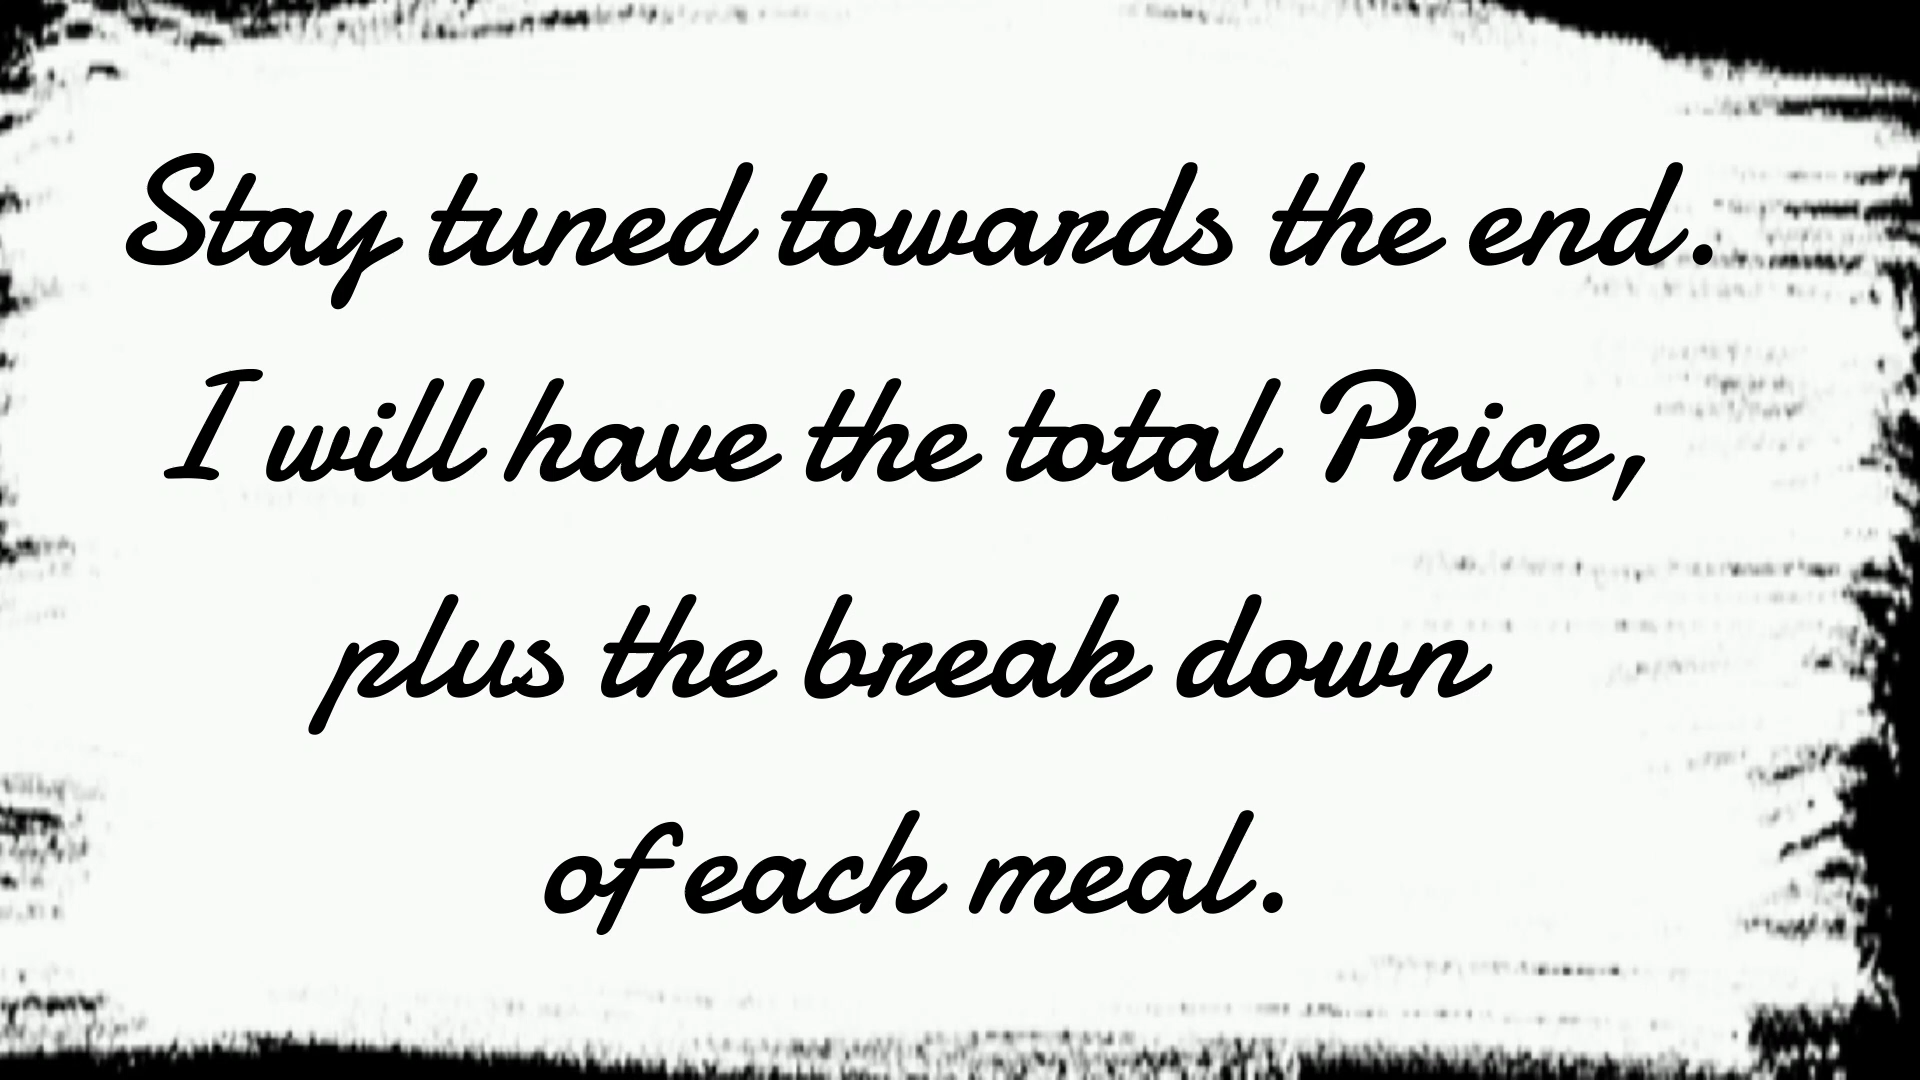 Stay tuned towards the end.
I will have the total Price,
plus the break down
of each meal.